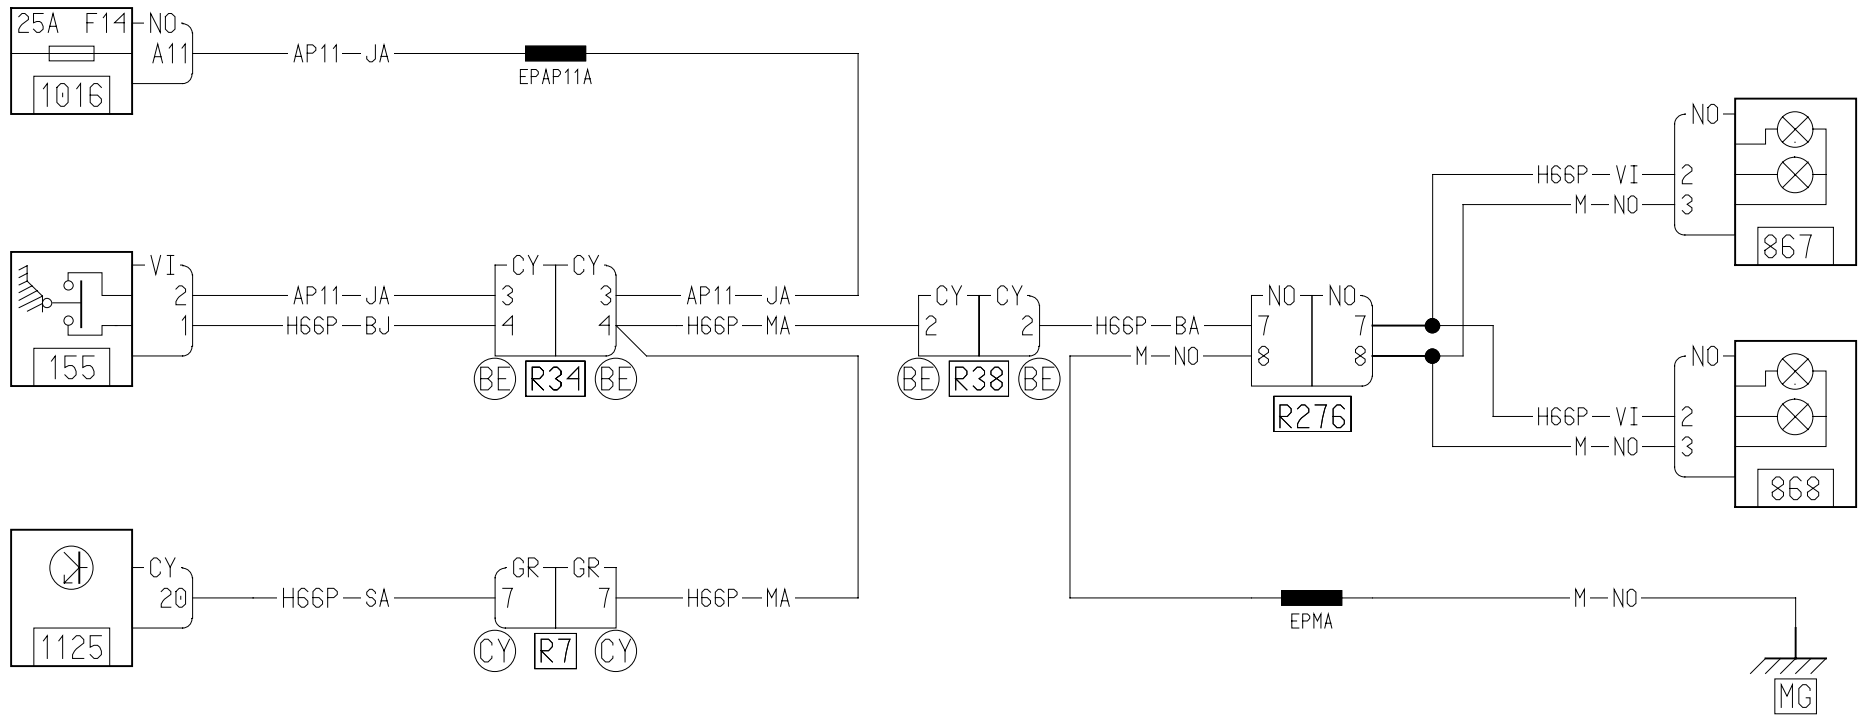 25A F14 NO
A11 AP11 JA
EPAP11A
1016
NO
H66P VI 2
M NO 3
867
VI CY CY
2 AP11 JA 3 3 AP11 JA
1 H66P BJ 4 4 H66P MA
155
BE R34 BE
CY CY
2 2 H66P BA
M NO
BE R38 BE
NO NO
7 7
8 8
R276
NO
H66P VI 2
M NO 3
868
CY GR GR
20 H66P SA 7 7 H66P MA
1125
CY R7 CY
EPMA
M NO
MG